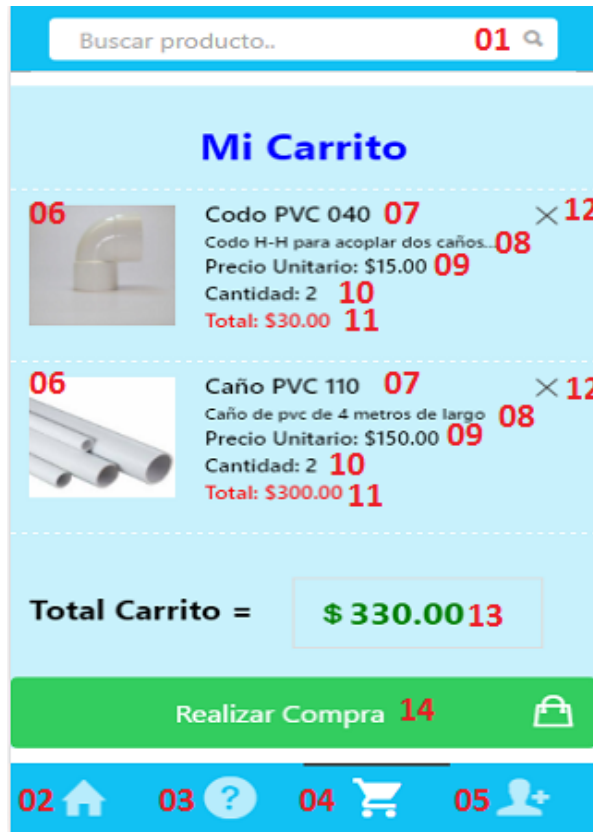 Buscar producto.. 01
Mi Carrito
06 Codo PVC 040 07 12
Codo H-H para acoplar dos caños... 08
Precio Unitario: $15.00 09
Cantidad: 2 10
Total: $30.00 11
06 Caño PVC 110 07 12
Caño de pvc de 4 metros de largo 08
Precio Unitario: $150.00 09
Cantidad: 2 10
Total: $300.00 11
Total Carrito = $ 330.00 13
Realizar Compra 14
02 03 ? 04 05